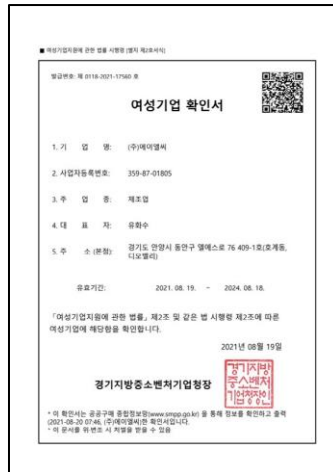 ■ 여성기업지원에 관한 법률 시행령 [별지 제2호서식]
발급번호: 제 0118-2021-17560 호
여성기업 확인서
1. 기 업 명: (주)에이엘씨
2. 사업자등록번호: 359-87-01805
3. 주 업 종: 제조업
4. 대 표 자: 유화수
5. 주 소 (본점): 경기도 안양시 동안구 엘에스로 76 409-1호(호계동,
디오벨리)
유효기간: 2021. 08. 19. - 2024. 08. 18.
「여성기업지원에 관한 법률」제2조 및 같은 법 시행령 제2조에 따른
여성기업에 해당함을 확인합니다.
2021년 08월 19일
경기지방중소벤처기업청장
경기지방
중소벤처
기업청장인
* 이 확인서는 공공구매 종합정보망(www.smpp.go.kr) 을 통해 정보를 확인하고 출력
(2021-08-20 07:46, (주)에이엘씨)한 확인서입니다.
* 이 문서를 위·변조 시 처벌을 받을 수 있음